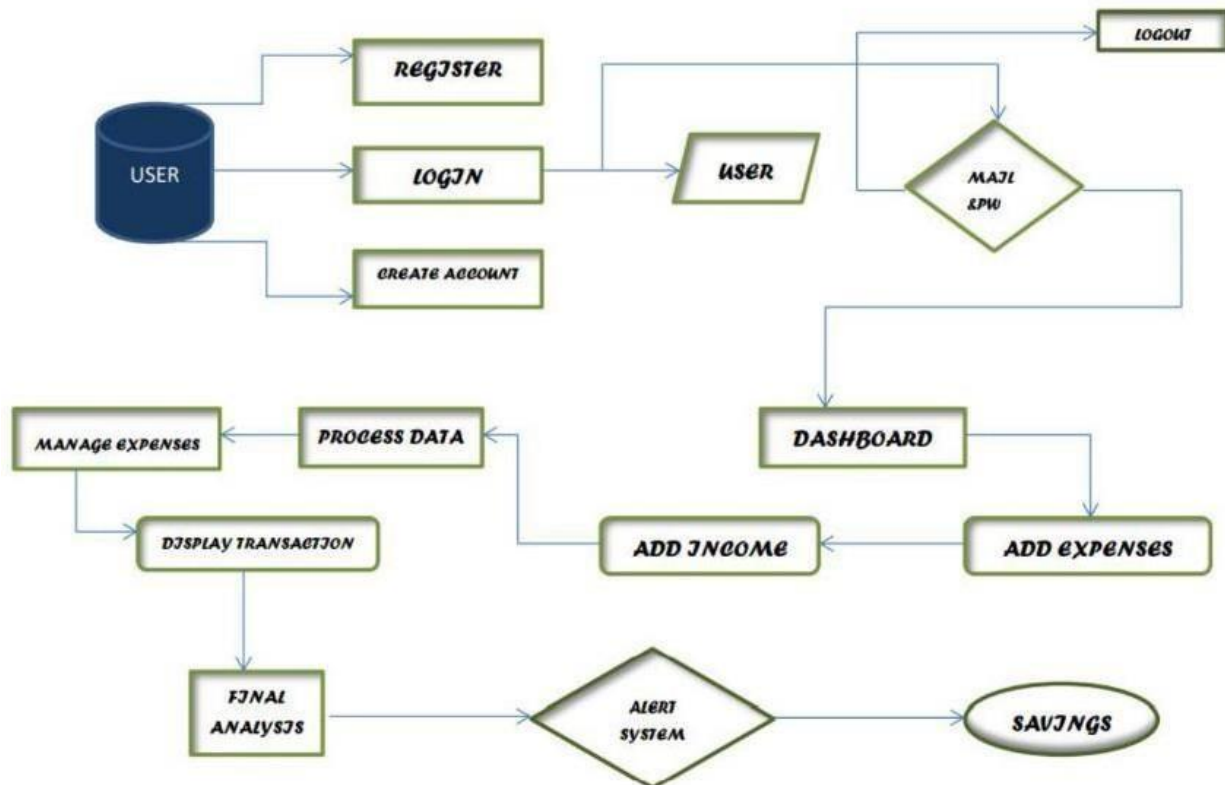 LOGOUT
REGISTER
USER
LOGIN
USER
MAIL
&PW
CREATE ACCOUNT
MANAGE EXPENSES
PROCESS DATA
DASHBOARD
DISPLAY TRANSACTION
ADD INCOME
ADD EXPENSES
FINAL
ANALYSIS
ALERT
SYSTEM
SAVINGS